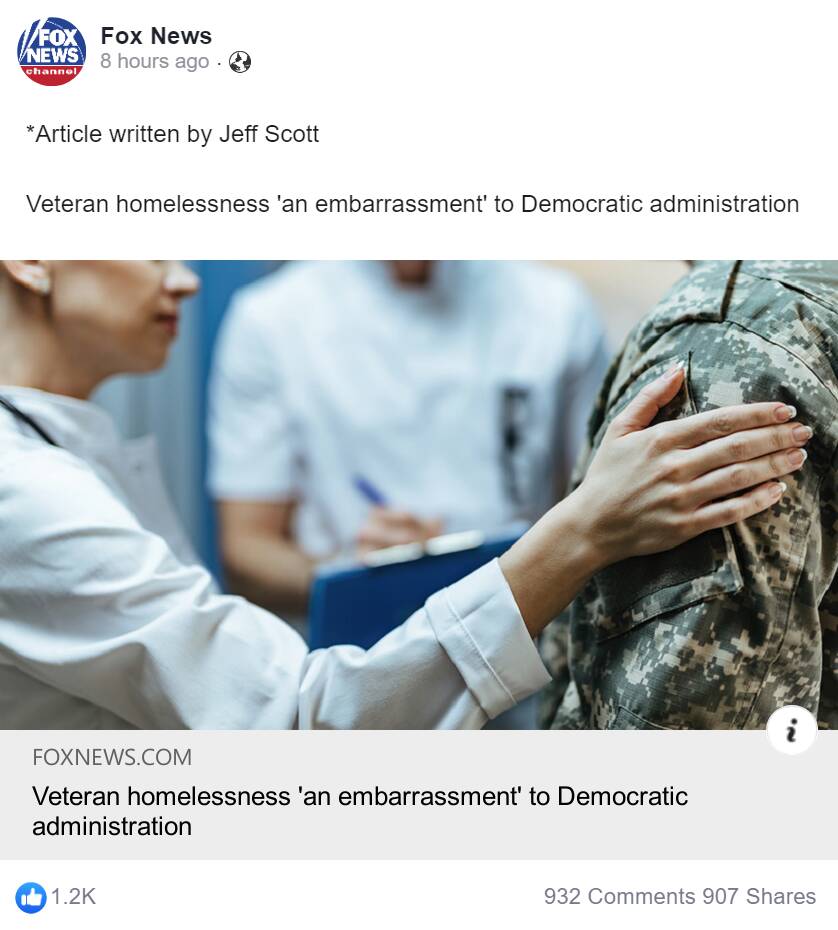 FOX
NEWS
channel
Fox News
8 hours ago ·
*Article written by Jeff Scott
Veteran homelessness 'an embarrassment' to Democratic administration
i
FOXNEWS.COM
Veteran homelessness 'an embarrassment' to Democratic
administration
1.2K
932 Comments 907 Shares